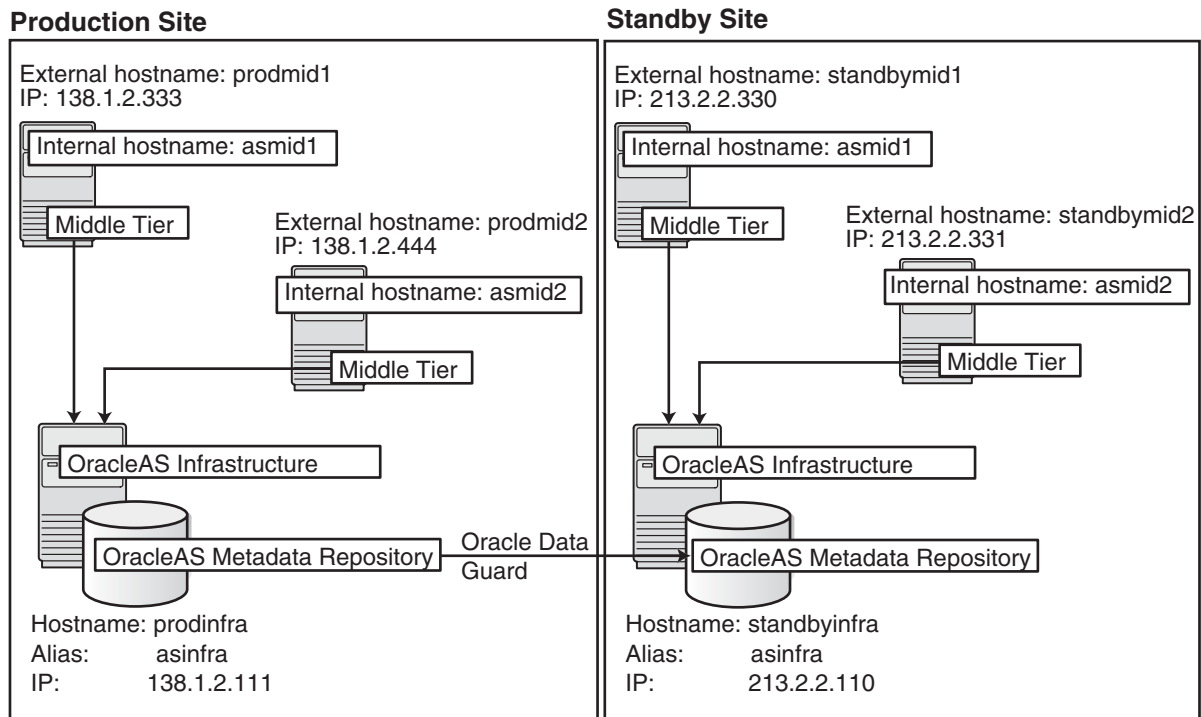 Production Site
External hostname: prodmid1
IP: 138.1.2.333
Internal hostname: asmid1
Middle Tier
External hostname: prodmid2
IP: 138.1.2.444
Internal hostname: asmid2
Middle Tier
OracleAS Infrastructure
OracleAS Metadata Repository
Oracle Data
Guard
Hostname: prodinfra
Alias: asinfra
IP: 138.1.2.111
Standby Site
External hostname: standbymid1
IP: 213.2.2.330
Internal hostname: asmid1
Middle Tier
External hostname: standbymid2
IP: 213.2.2.331
Internal hostname: asmid2
Middle Tier
OracleAS Infrastructure
OracleAS Metadata Repository
Hostname: standbyinfra
Alias: asinfra
IP: 213.2.2.110